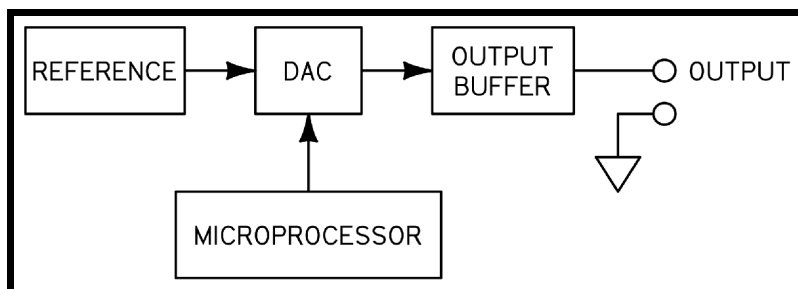 REFERENCE
DAC
OUTPUT
BUFFER
OUTPUT
MICROPROCESSOR